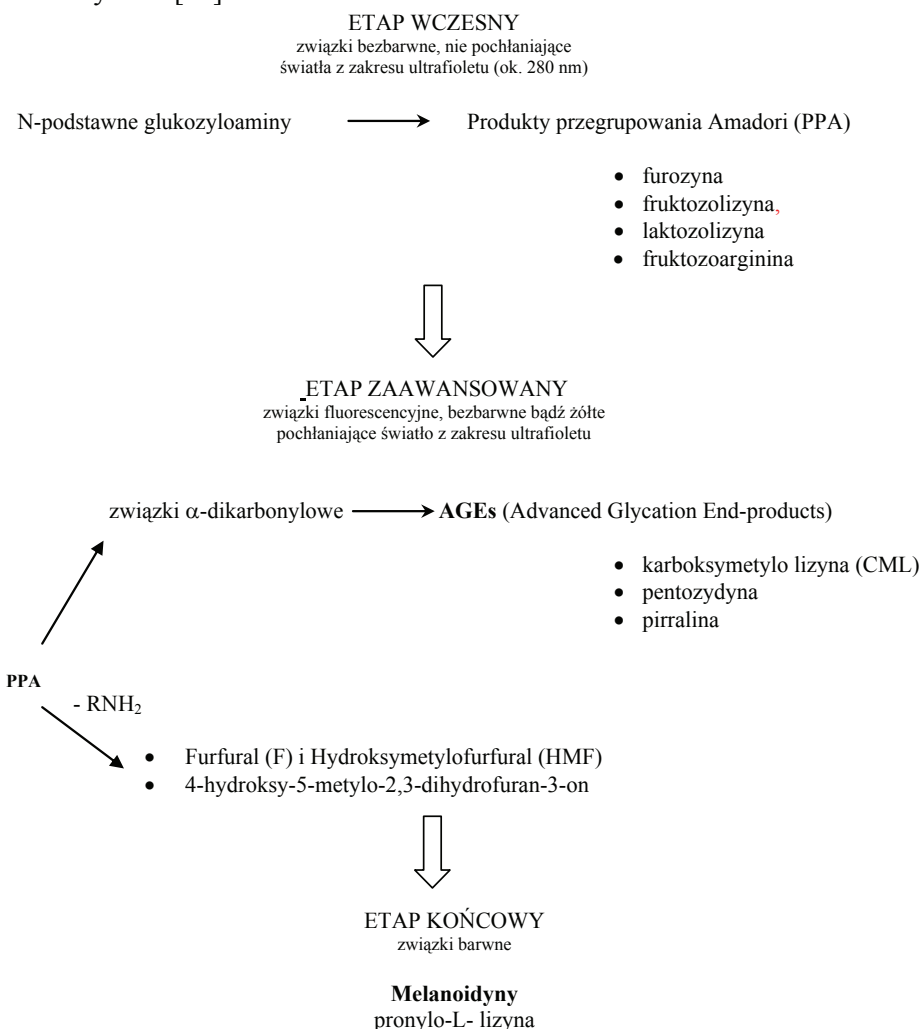 ETAP WCZESNY
związki bezbarwne, nie pochłaniające
światła z zakresu ultrafioletu (ok. 280 nm)
N-podstawne glukozyloaminy → Produkty przegrupowania Amadori (PPA)
• furozyna
• fruktozolizyna,
• laktozolizyna
• fruktozoarginina
ETAP ZAAWANSOWANY
związki fluorescencyjne, bezbarwne bądź żółte
pochłaniające światło z zakresu ultrafioletu
związki α-dikarbonylowe → AGEs (Advanced Glycation End-products)
• karboksymetylo lizyna (CML)
• pentozydyna
• pirralina
PPA
- RNH₂
• Furfural (F) i Hydroksymetylofurfural (HMF)
• 4-hydroksy-5-metylo-2,3-dihydrofuran-3-on
ETAP KOŃCOWY
związki barwne
Melanoidyny
pronylo-L- lizyna